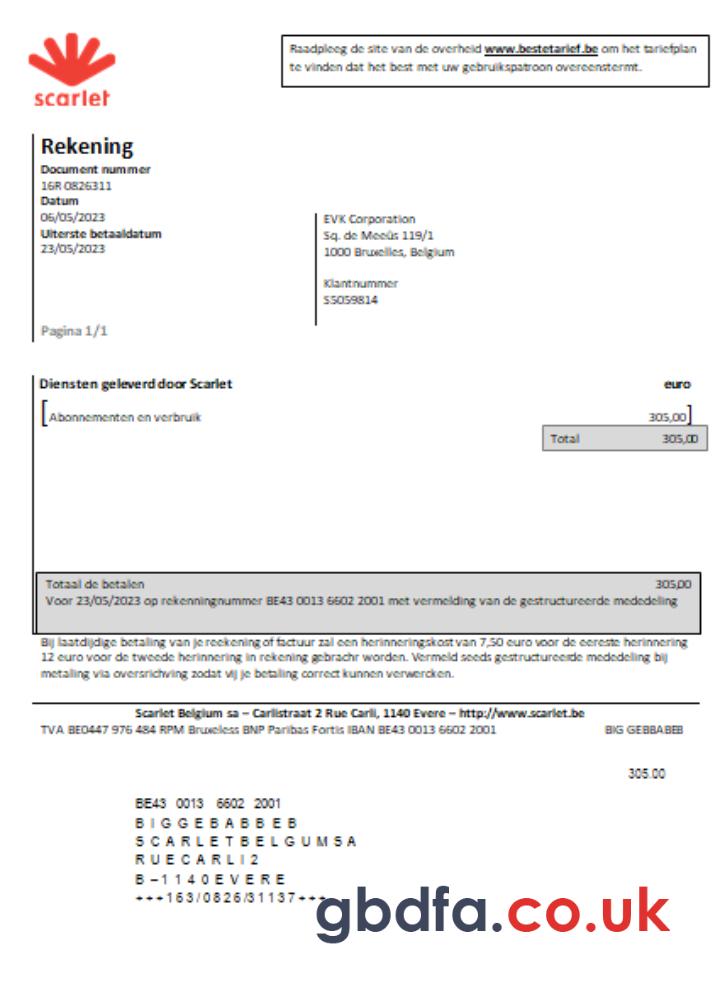 scarlet
Raadpleeg de site van de overheid www.bestetarief.be om het tariefplan
te vinden dat het best met uw gebruikspatroon overeenstermt.
Rekening
Document nummer
16R 0826311
Datum
06/05/2023
Uiterste betaaldatum
23/05/2023
EVK Corporation
Sq. de Meeûs 119/1
1000 Bruxelles, Belgium
Klantnummer
S5059814
Pagina 1/1
Diensten geleverd door Scarlet euro
[Abonnementen en verbruik 305,00]
Total 305,00
Totaal de betalen 305,00
Voor 23/05/2023 op rekenningnummer BE43 0013 6602 2001 met vermelding van de gestructureerde mededeling
Bij laatdijdige betaling van je reekening of factuur zal een herinneringskost van 7,50 euro voor de eereste herinnering
12 euro voor de tweede herinnering in rekening gebrachr worden. Vermeld seeds gestructureerde mededeling bij
metaling via oversrichving zodat vij je betaling correct kunnen verwercken.
Scarlet Belgium sa – Carlistraat 2 Rue Carli, 1140 Evere – http://www.scarlet.be
TVA BE0447 976 484 RPM Bruxeless BNP Paribas Fortis IBAN BE43 0013 6602 2001 BIG GEBBABEB
305.00
BE43 0013 6602 2001
BIGGEBABBEB
SCARLETBELGUMSA
RUECARLI2
B–1140EVERE
+++163/0826/31137+++
gbdfa.co.uk